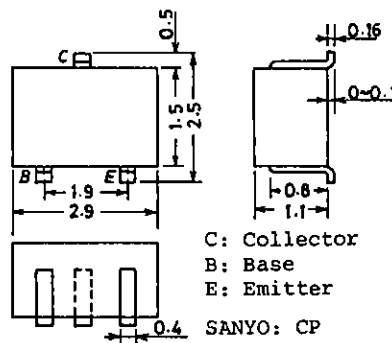 C
B
E
0.5
1.5
2.5
1.9
2.9
0.16
0.8
1.1
0.4
C: Collector
B: Base
E: Emitter
SANYO: CP